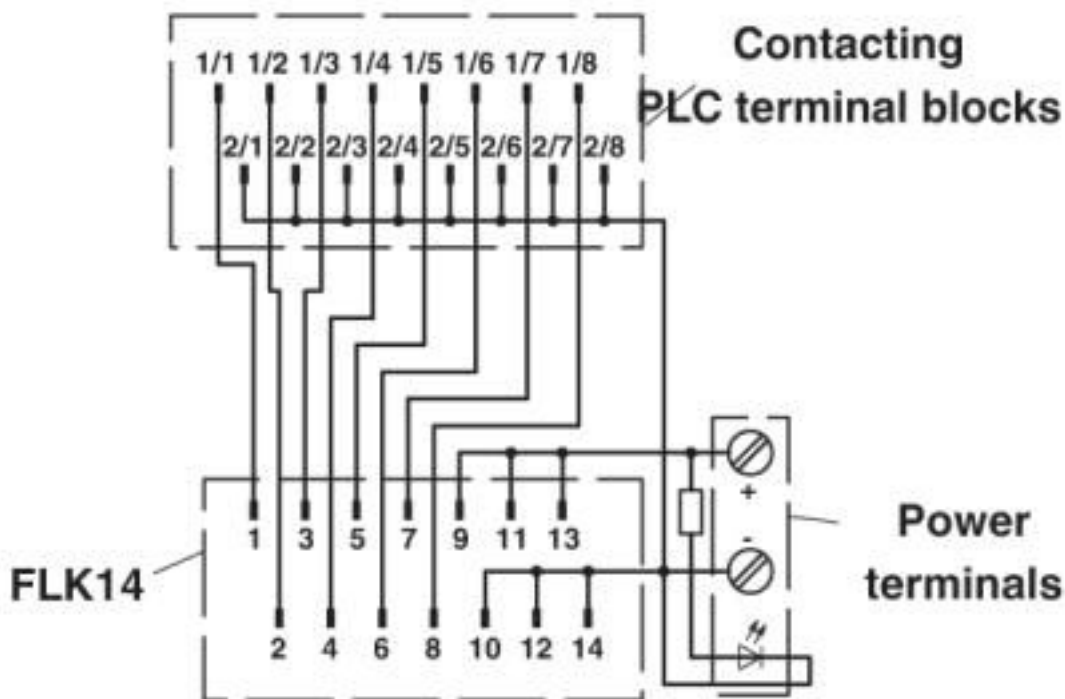 Contacting
PLC terminal blocks
1/1 1/2 1/3 1/4 1/5 1/6 1/7 1/8
2/1 2/2 2/3 2/4 2/5 2/6 2/7 2/8
+
-
Power
terminals
1 3 5 7 9 11 13
FLK14
2 4 6 8 10 12 14